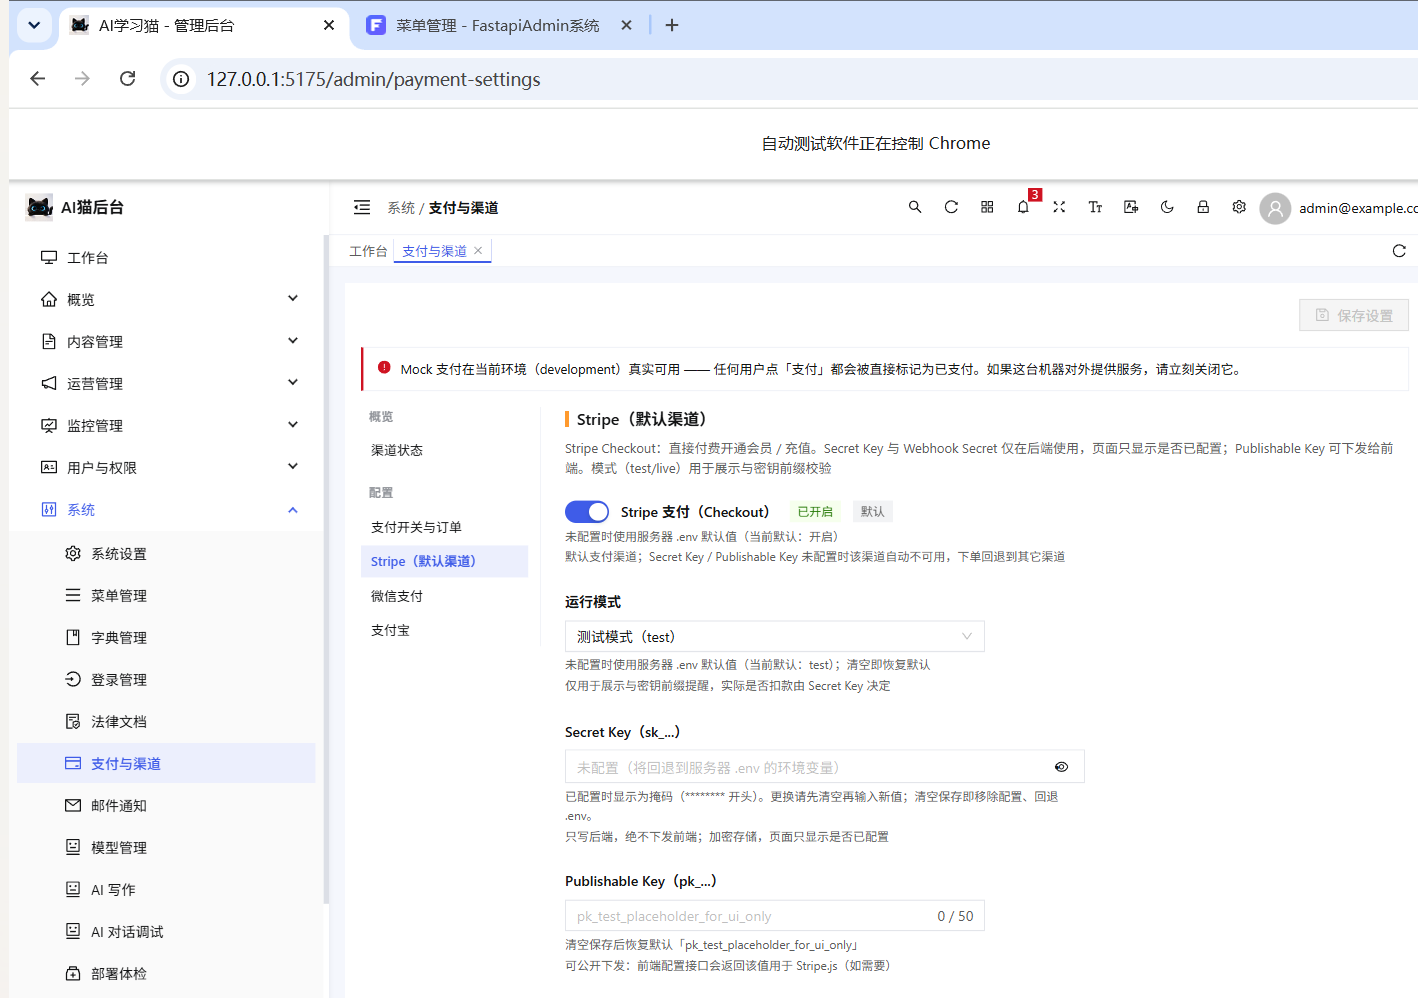 AI学习猫 - 管理后台
菜单管理 - FastapiAdmin系统
127.0.0.1:5175/admin/payment-settings
自动测试软件正在控制 Chrome
AI猫后台
系统 / 支付与渠道
3
admin@example.co
工作台
支付与渠道
工作台
概览
内容管理
运营管理
监控管理
用户与权限
系统
系统设置
菜单管理
字典管理
登录管理
法律文档
支付与渠道
邮件通知
模型管理
AI 写作
AI 对话调试
部署体检
保存设置
Mock 支付在当前环境（development）真实可用 —— 任何用户点「支付」都会被直接标记为已支付。如果这台机器对外提供服务，请立刻关闭它。
概览
渠道状态
配置
支付开关与订单
Stripe（默认渠道）
微信支付
支付宝
Stripe（默认渠道）
Stripe Checkout：直接付费开通会员 / 充值。Secret Key 与 Webhook Secret 仅在后端使用，页面只显示是否已配置；Publishable Key 可下发给前
端。模式（test/live）用于展示与密钥前缀校验
Stripe 支付（Checkout） 已开启 默认
未配置时使用服务器 .env 默认值（当前默认：开启）
默认支付渠道；Secret Key / Publishable Key 未配置时该渠道自动不可用，下单回退到其它渠道
运行模式
测试模式（test）
未配置时使用服务器 .env 默认值（当前默认：test）；清空即恢复默认
仅用于展示与密钥前缀提醒，实际是否扣款由 Secret Key 决定
Secret Key（sk_...）
未配置（将回退到服务器 .env 的环境变量）
已配置时显示为掩码（******** 开头）。更换请先清空再输入新值；清空保存即移除配置、回退
.env。
只写后端，绝不下发前端；加密存储，页面只显示是否已配置
Publishable Key（pk_...）
pk_test_placeholder_for_ui_only 0 / 50
清空保存后恢复默认「pk_test_placeholder_for_ui_only」
可公开下发：前端配置接口会返回该值用于 Stripe.js（如需要）